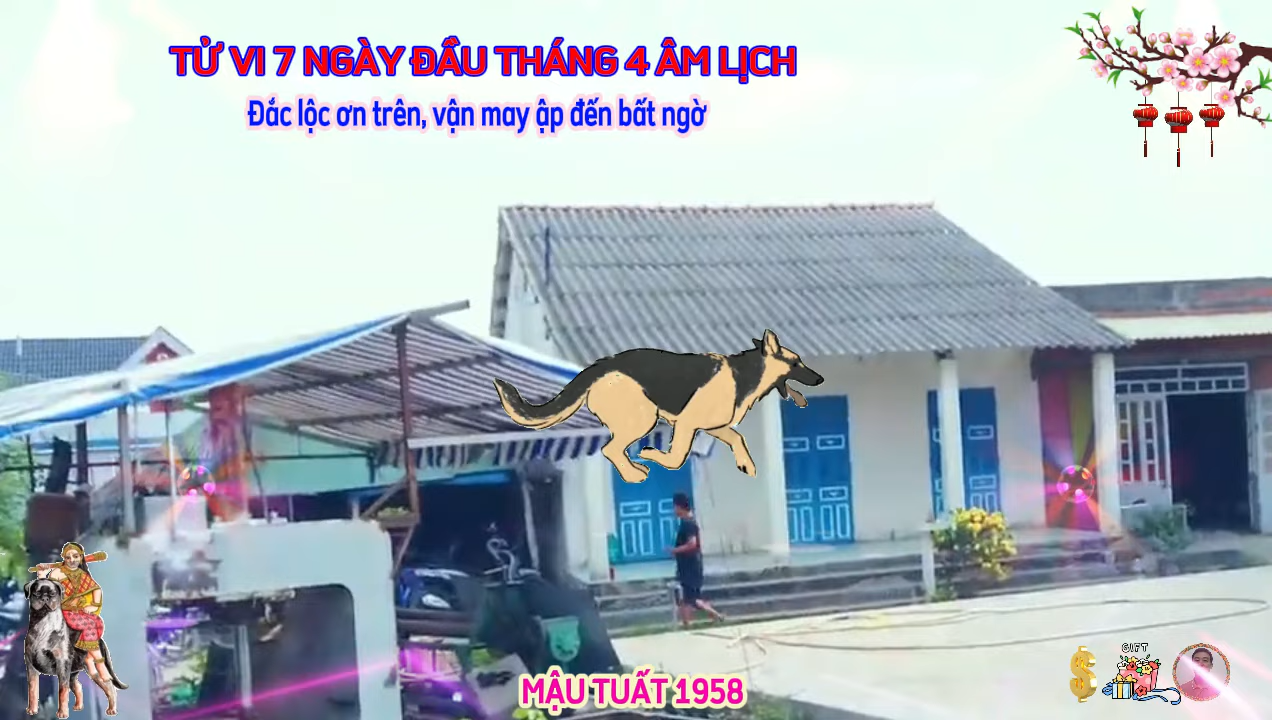 TỬ VI 7 NGÀY ĐẦU THÁNG 4 ÂM LỊCH
Đắc lộc ơn trên, vận may ập đến bất ngờ
GIFT
MẬU TUẤT 1958